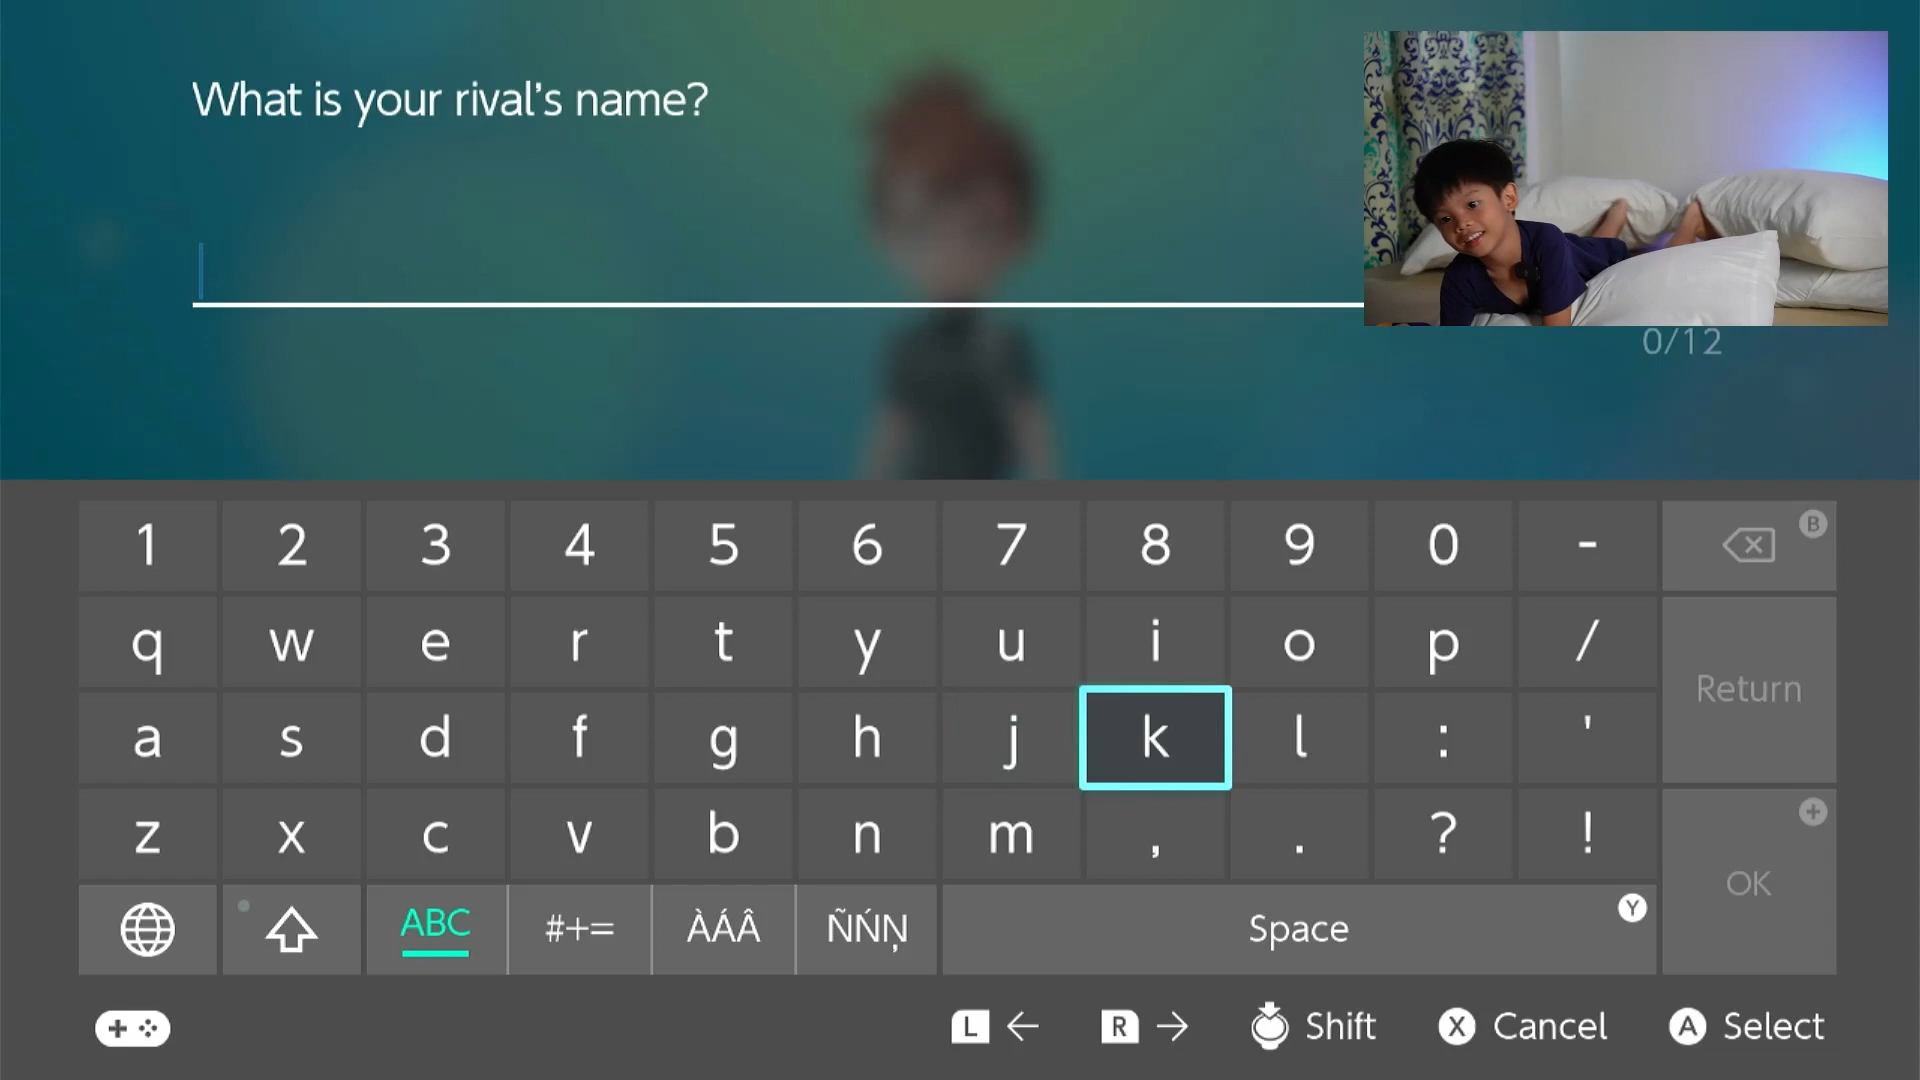 What is your rival's name?
0/12
1 2 3 4 5 6 7 8 9 0 - B
q w e r t y u i o p /
Return
a s d f g h j k l : '
z x c v b n m , . ? !
OK
ABC #+= ÀÁÂ ÑŃŅ Space Y
L ← R → Shift X Cancel A Select